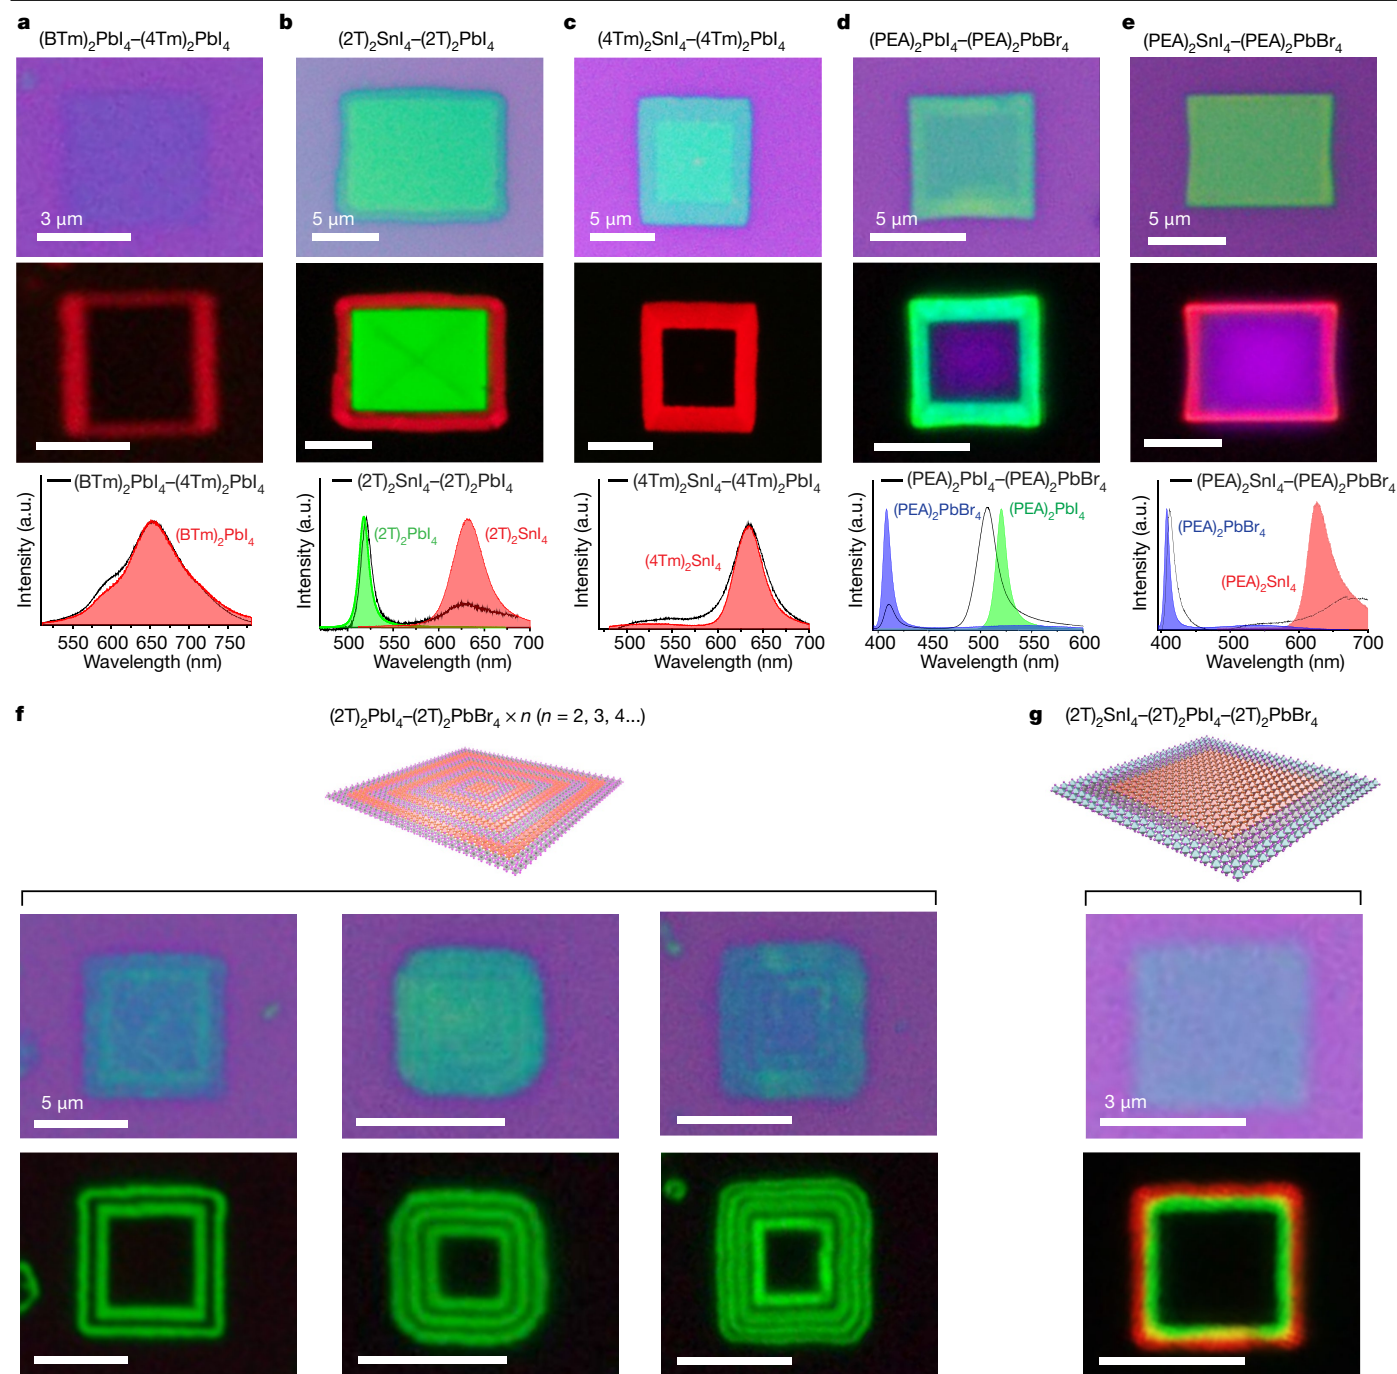 a
(BTm)₂PbI₄–(4Tm)₂PbI₄
b
(2T)₂SnI₄–(2T)₂PbI₄
c
(4Tm)₂SnI₄–(4Tm)₂PbI₄
d
(PEA)₂PbI₄–(PEA)₂PbBr₄
e
(PEA)₂SnI₄–(PEA)₂PbBr₄
3 µm
5 µm
5 µm
5 µm
5 µm
Intensity (a.u.)
(BTm)₂PbI₄–(4Tm)₂PbI₄
(BTm)₂PbI₄
550 600 650 700 750
Wavelength (nm)
Intensity (a.u.)
(2T)₂SnI₄–(2T)₂PbI₄
(2T)₂PbI₄
(2T)₂SnI₄
500 550 600 650 700
Wavelength (nm)
Intensity (a.u.)
(4Tm)₂SnI₄–(4Tm)₂PbI₄
(4Tm)₂SnI₄
500 550 600 650 700
Wavelength (nm)
Intensity (a.u.)
(PEA)₂PbI₄–(PEA)₂PbBr₄
(PEA)₂PbBr₄
(PEA)₂PbI₄
400 450 500 550 600
Wavelength (nm)
Intensity (a.u.)
(PEA)₂SnI₄–(PEA)₂PbBr₄
(PEA)₂PbBr₄
(PEA)₂SnI₄
400 500 600 700
Wavelength (nm)
f
(2T)₂PbI₄–(2T)₂PbBr₄ × n (n = 2, 3, 4...)
g
(2T)₂SnI₄–(2T)₂PbI₄–(2T)₂PbBr₄
5 µm
3 µm